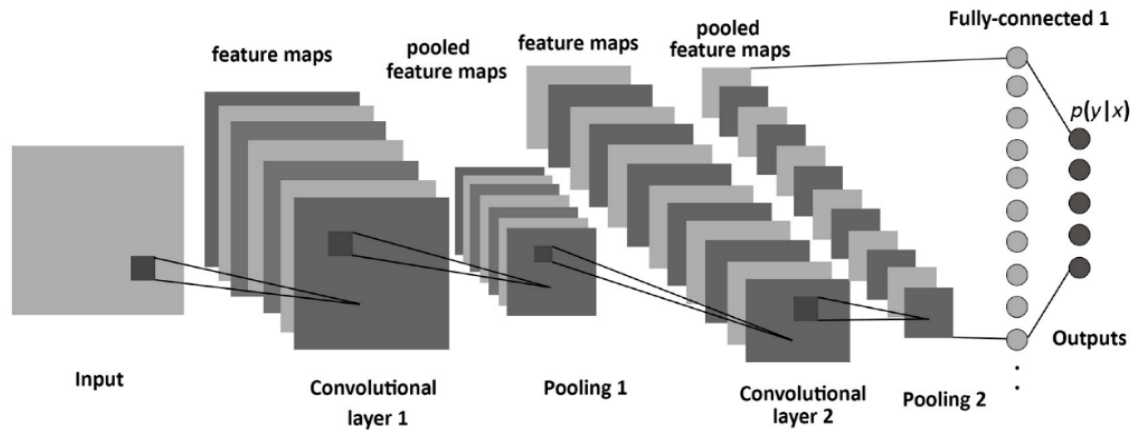 Fully-connected 1
feature maps
pooled
feature maps
feature maps
pooled
feature maps
p(y|x)
Input
Convolutional
layer 1
Pooling 1
Convolutional
layer 2
Pooling 2
Outputs